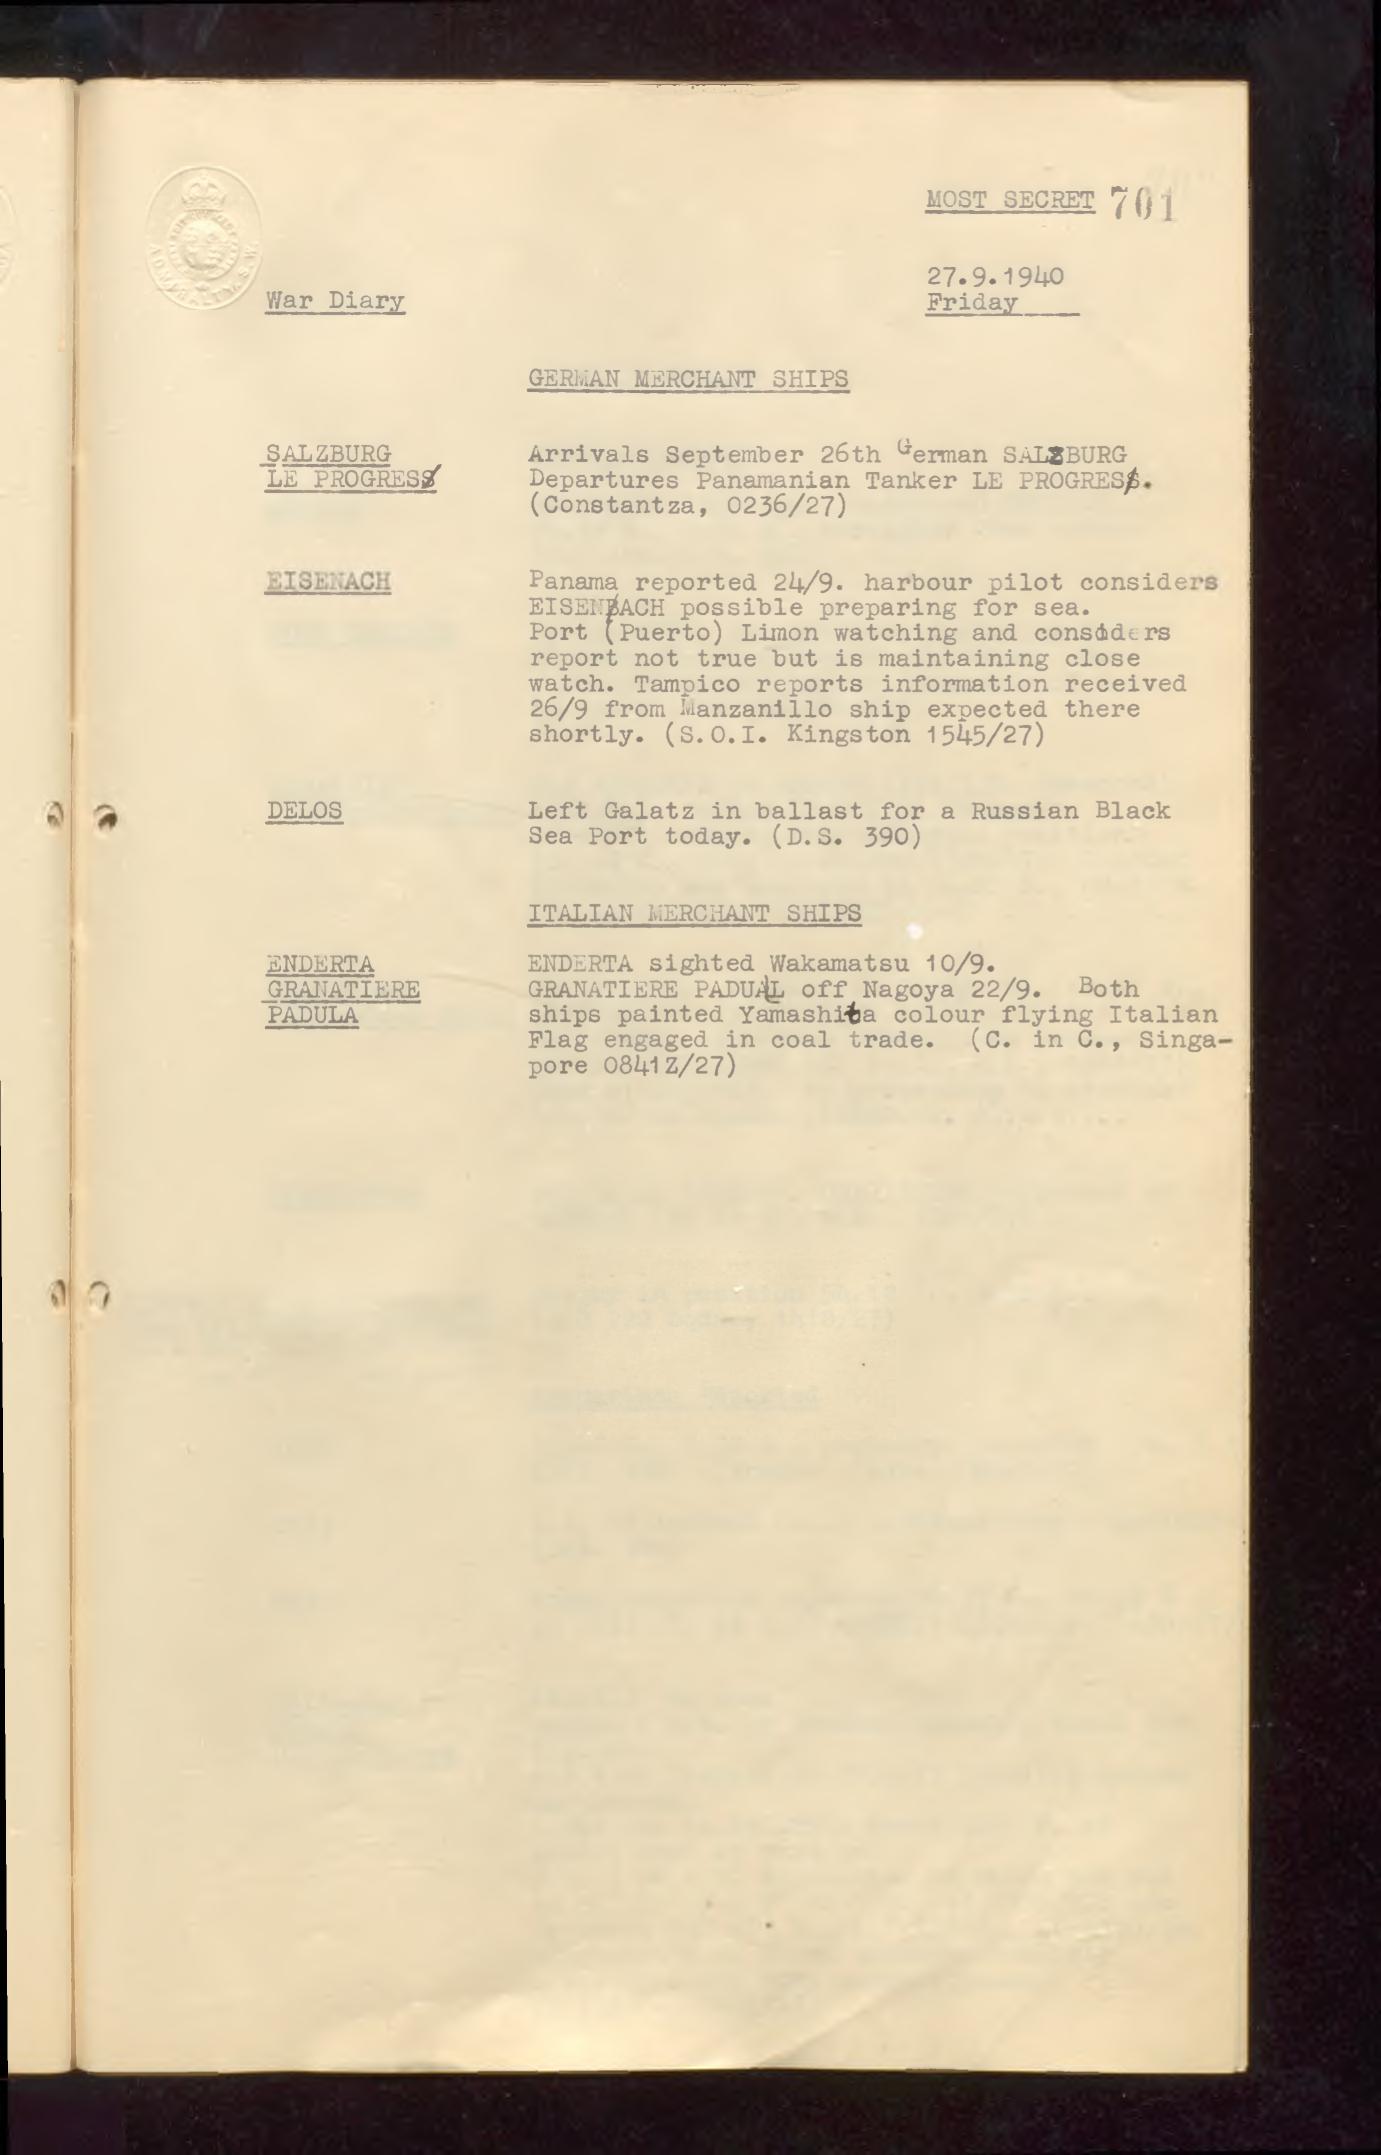 MOST SECRET 701
27.9.1940
War Diary
Friday
GERMAN MERCHANT SHIPS
SALZBURG
LE PROGRESS
Arrivals September 26th German SALZBURG
Departures Panamanian Tanker LE PROGRESS.
(Constantza, 0236/27)
EISENACH
Panama reported 24/9. harbour pilot considers
EISENBACH possible preparing for sea.
Port (Puerto) Limon watching and considers
report not true but is maintaining close
watch. Tampico reports information received
26/9 from Manzanillo ship expected there
shortly. (S.O.I. Kingston 1545/27)
DELOS
Left Galatz in ballast for a Russian Black
Sea Port today. (D.S. 390)
ITALIAN MERCHANT SHIPS
ENDERTA
GRANATIERE
PADULA
ENDERTA sighted Wakamatsu 10/9.
GRANATIERE PADUAL off Nagoya 22/9. Both
ships painted Yamashita colour flying Italian
Flag engaged in coal trade. (C. in C., Singa-
pore 0841Z/27)